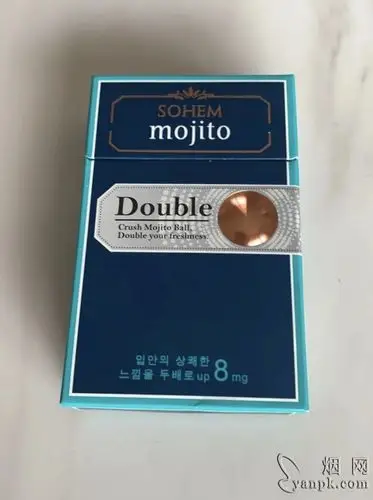 SOHEM
mojito
Double
Crush Mojito Ball,
Double your freshness.
입안의 상쾌한
느낌을 두배로 up 8 mg
烟网
yanpk.com